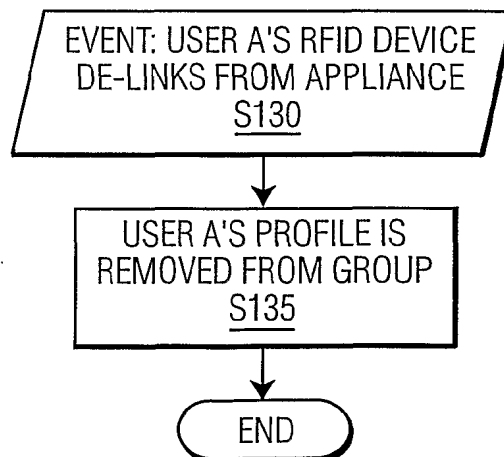 EVENT: USER A'S RFID DEVICE
DE-LINKS FROM APPLIANCE
S130
USER A'S PROFILE IS
REMOVED FROM GROUP
S135
END